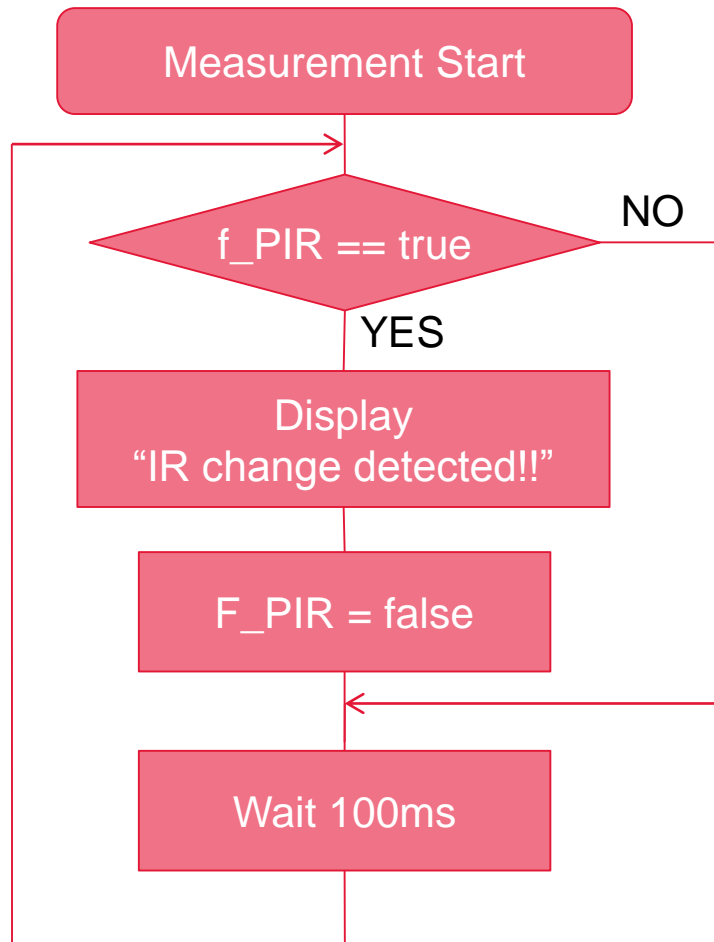 Measurement Start
f_PIR == true
NO
YES
Display
“IR change detected!!”
F_PIR = false
Wait 100ms